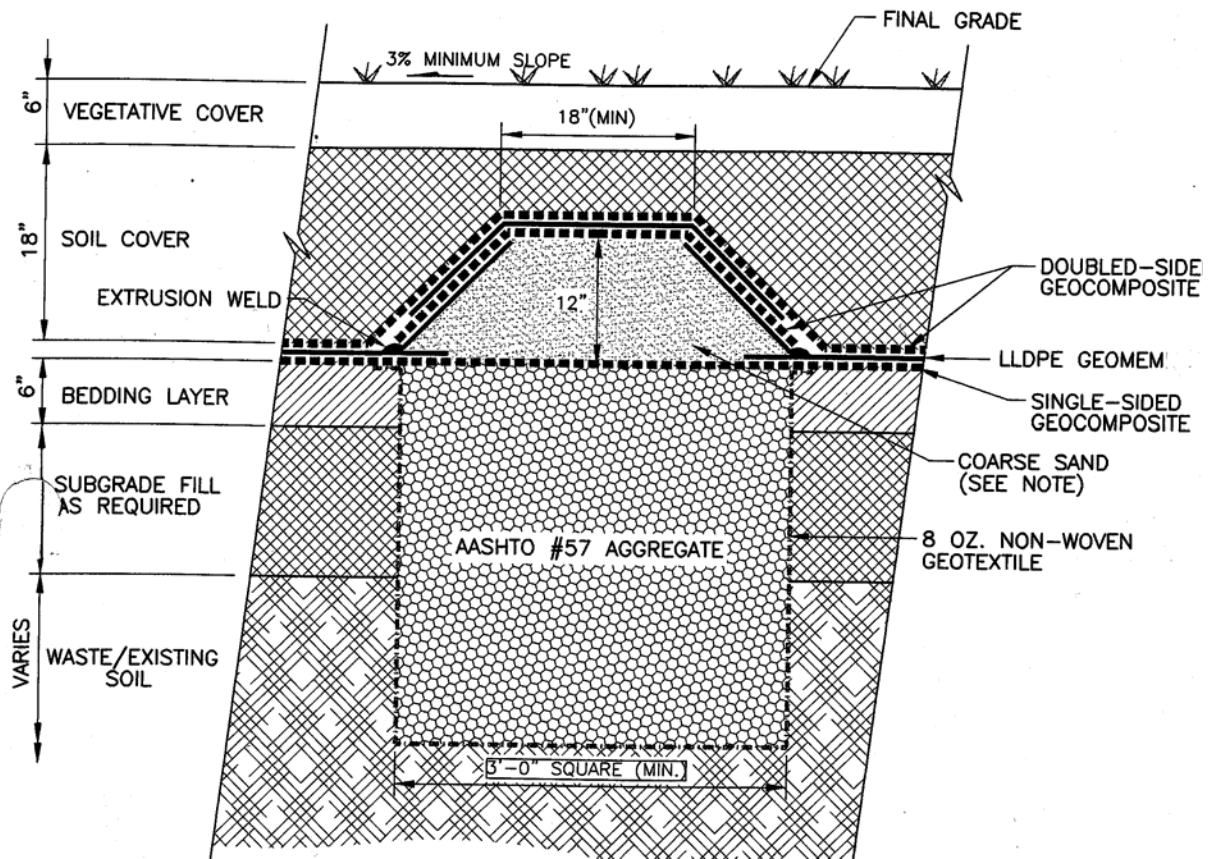 FINAL GRADE
3% MINIMUM SLOPE
6"
VEGETATIVE COVER
18"(MIN)
18"
SOIL COVER
EXTRUSION WELD
12"
DOUBLED-SIDE
GEOCOMPOSITE
LLDPE GEOMEM
6"
BEDDING LAYER
SINGLE-SIDED
GEOCOMPOSITE
COARSE SAND
(SEE NOTE)
SUBGRADE FILL
AS REQUIRED
AASHTO #57 AGGREGATE
8 OZ. NON-WOVEN
GEOTEXTILE
VARIES
WASTE/EXISTING
SOIL
3'-0" SQUARE (MIN.)